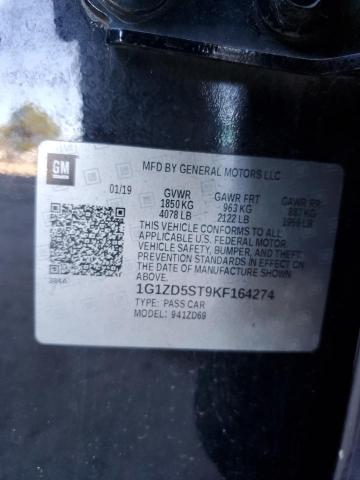 GM
MFD BY GENERAL MOTORS LLC
01/19 GVWR GAWR FRT GAWR RR
1850 KG 963 KG 887 KG
4078 LB 2122 LB 1956 LB
THIS VEHICLE CONFORMS TO ALL
APPLICABLE U.S. FEDERAL MOTOR
VEHICLE SAFETY, BUMPER, AND THEFT
PREVENTION STANDARDS IN EFFECT
ON THE DATE OF MANUFACTURE SHOWN
ABOVE.
1G1ZD5ST9KF164274
TYPE: PASS CAR
MODEL: 941ZD69